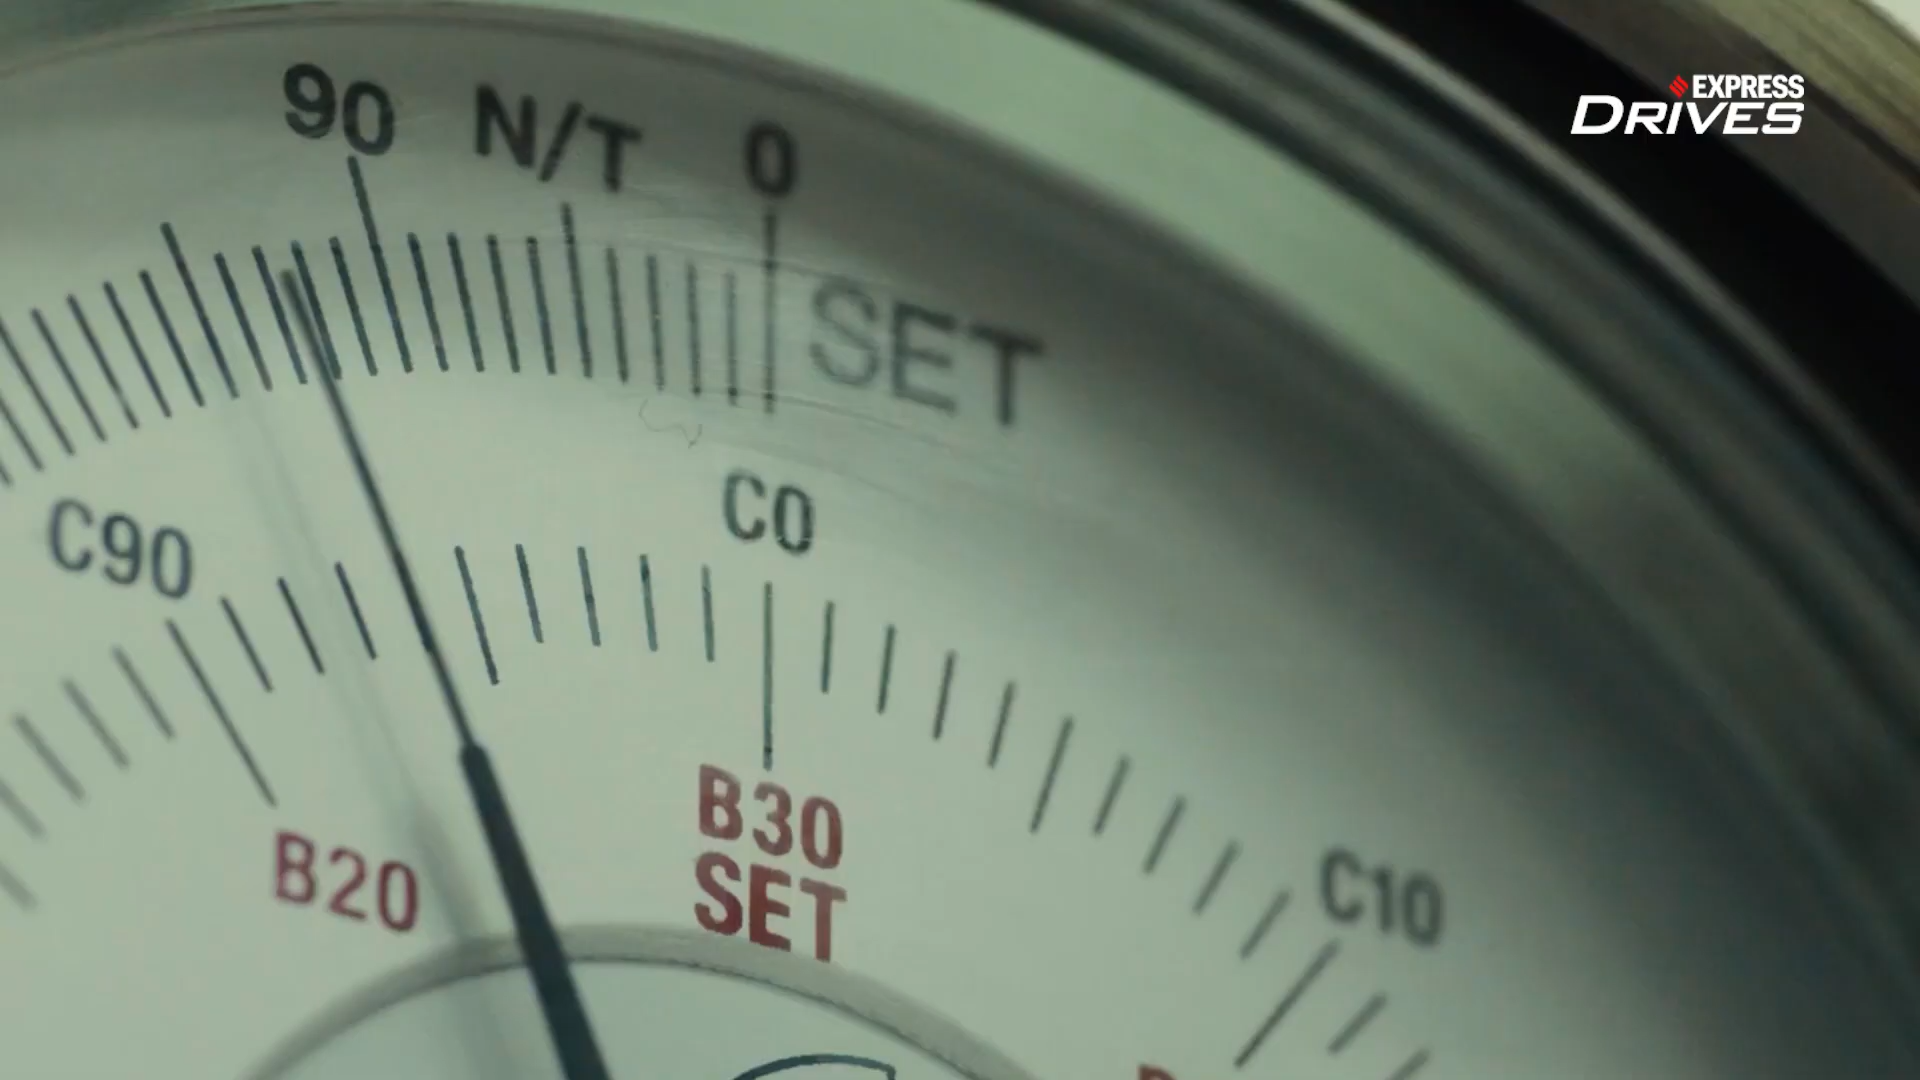 EXPRESS
DRIVES
90 N/T 0
SET
C0
C90
B30
SET
B20
C10